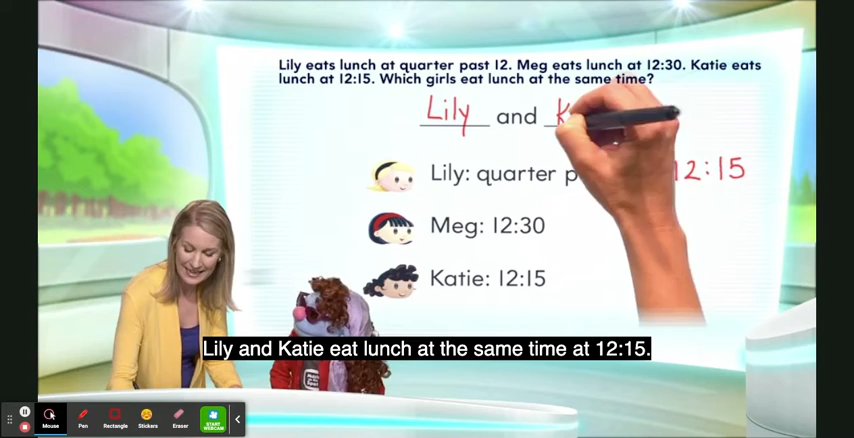 Lily eats lunch at quarter past 12. Meg eats lunch at 12:30. Katie eats
lunch at 12:15. Which girls eat lunch at the same time?
Lily and K
Lily: quarter p 12:15
Meg: 12:30
Katie: 12:15
Lily and Katie eat lunch at the same time at 12:15.
Mouse Pen Rectangle Stickers Eraser START WEBCAM